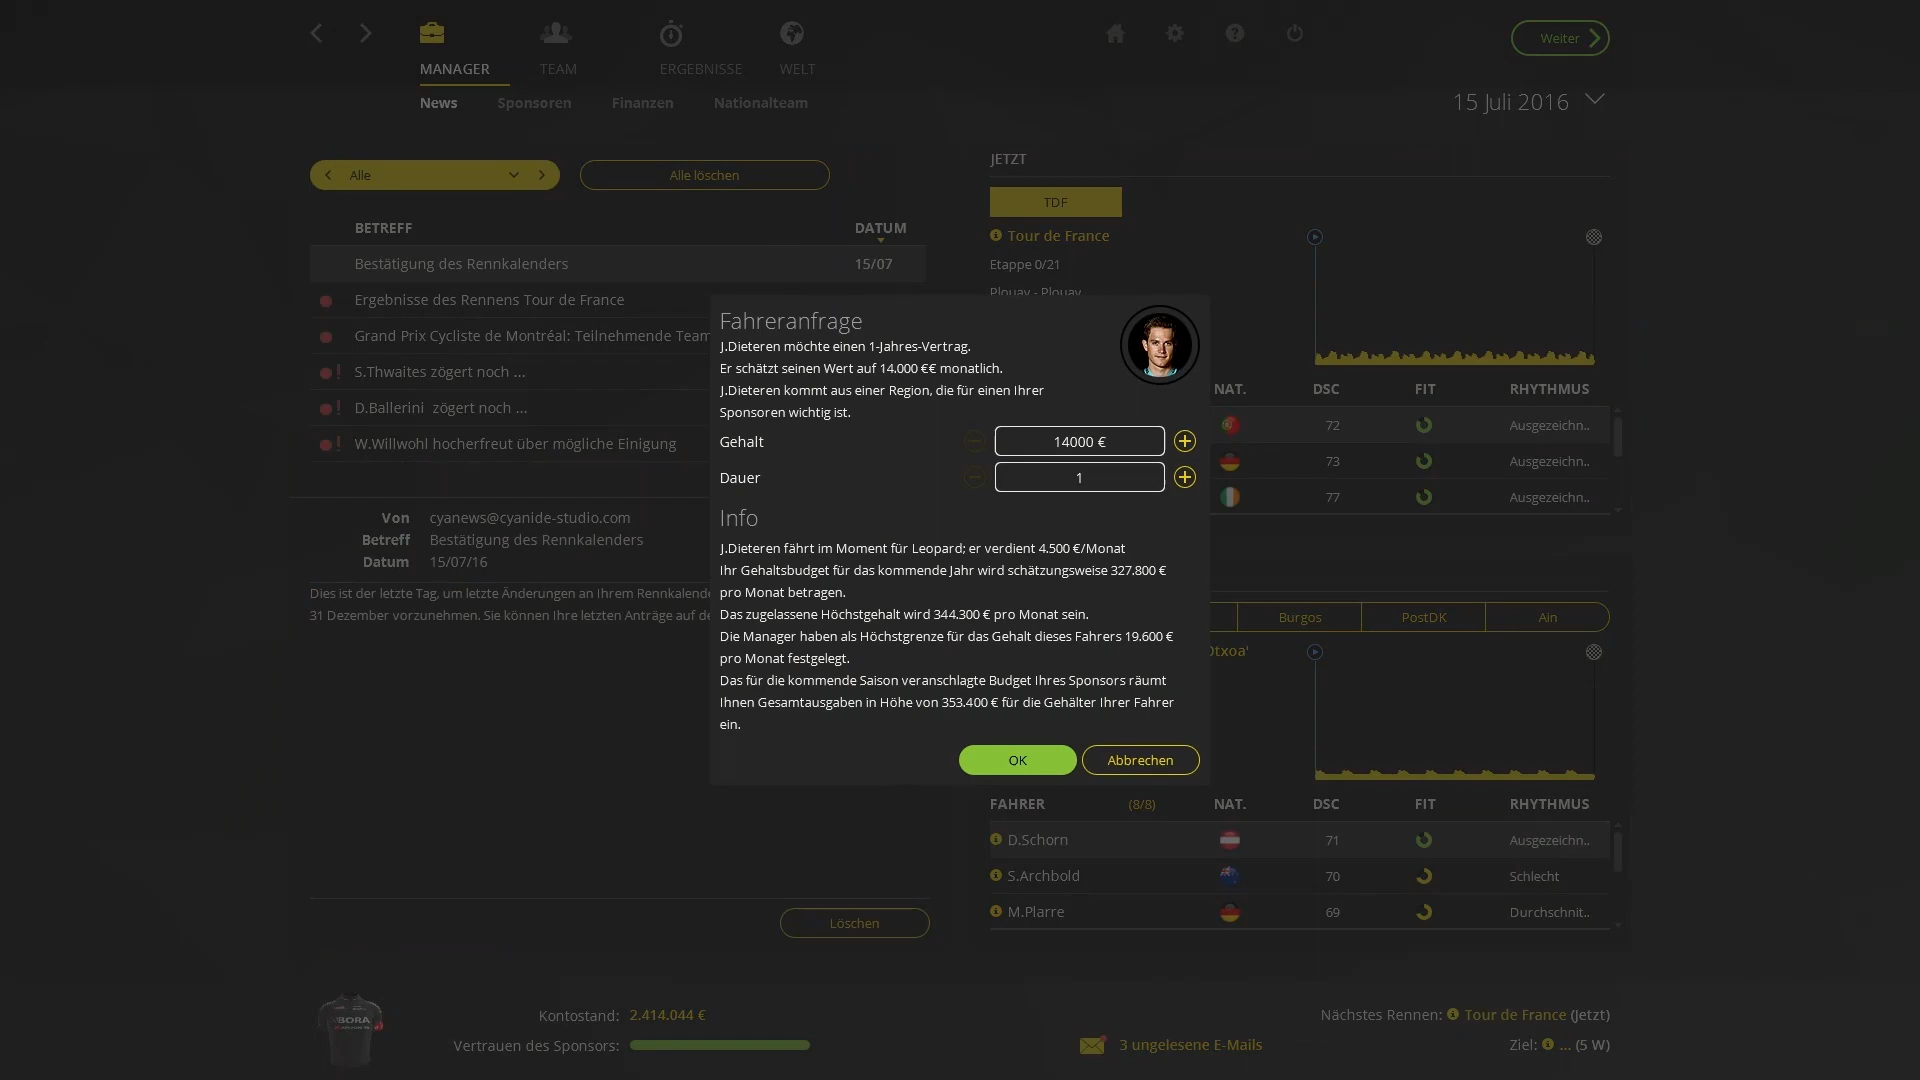 MANAGER
TEAM
ERGEBNISSE
WELT
Weiter
News
Sponsoren
Finanzen
Nationalteam
15 Juli 2016
Alle
Alle löschen
BETREFF
DATUM
Bestätigung des Rennkalenders
15/07
Ergebnisse des Rennens Tour de France
Grand Prix Cycliste de Montréal: Teilnehmende Team
S.Thwaites zögert noch ...
D.Ballerini zögert noch ...
W.Willwohl hocherfreut über mögliche Einigung
Von cyanews@cyanide-studio.com
Betreff Bestätigung des Rennkalenders
Datum 15/07/16
Dies ist der letzte Tag, um letzte Änderungen an Ihrem Rennkalende
31 Dezember vorzunehmen. Sie können Ihre letzten Anträge auf de
Löschen
JETZT
TDF
Tour de France
Etappe 0/21
Plouay - Plouay
NAT.
DSC
FIT
RHYTHMUS
72
Ausgezeichn..
73
Ausgezeichn..
77
Ausgezeichn..
Fahreranfrage
J.Dieteren möchte einen 1-Jahres-Vertrag.
Er schätzt seinen Wert auf 14.000 €€ monatlich.
J.Dieteren kommt aus einer Region, die für einen Ihrer
Sponsoren wichtig ist.
Gehalt
14000 €
Dauer
1
Info
J.Dieteren fährt im Moment für Leopard; er verdient 4.500 €/Monat
Ihr Gehaltsbudget für das kommende Jahr wird schätzungsweise 327.800 €
pro Monat betragen.
Das zugelassene Höchstgehalt wird 344.300 € pro Monat sein.
Die Manager haben als Höchstgrenze für das Gehalt dieses Fahrers 19.600 €
pro Monat festgelegt.
Das für die kommende Saison veranschlagte Budget Ihres Sponsors räumt
Ihnen Gesamtausgaben in Höhe von 353.400 € für die Gehälter Ihrer Fahrer
ein.
OK
Abbrechen
Burgos
PostDK
Ain
Otxoa'
FAHRER
(8/8)
NAT.
DSC
FIT
RHYTHMUS
D.Schorn
71
Ausgezeichn..
S.Archbold
70
Schlecht
M.Plarre
69
Durchschnit..
BORA
Kontostand: 2.414.044 €
Vertrauen des Sponsors:
3 ungelesene E-Mails
Nächstes Rennen: Tour de France (Jetzt)
Ziel: ... (5 W)